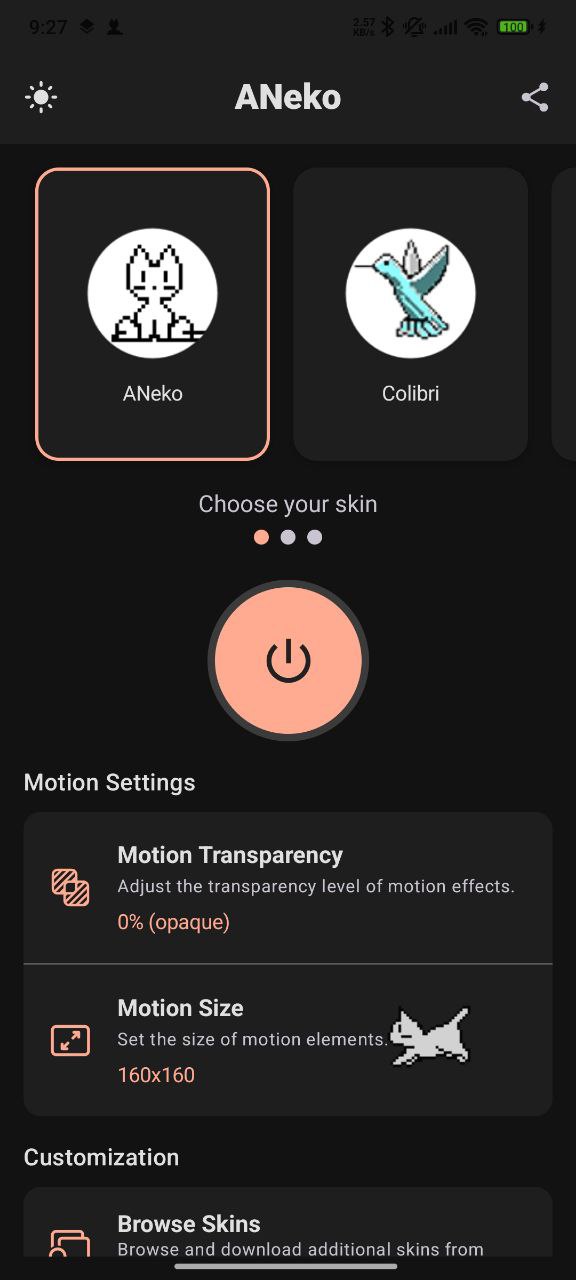 9:27
2.57
KB/s
100
ANeko
ANeko
Colibri
Choose your skin
Motion Settings
Motion Transparency
Adjust the transparency level of motion effects.
0% (opaque)
Motion Size
Set the size of motion elements.
160x160
Customization
Browse Skins
Browse and download additional skins from